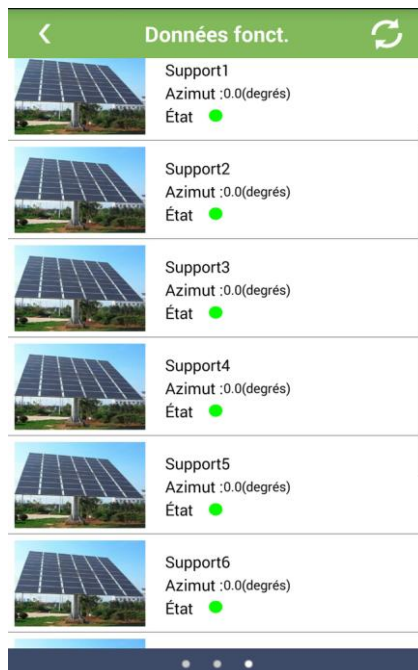 Données fonct.
Support1
Azimut :0.0(degrés)
État
Support2
Azimut :0.0(degrés)
État
Support3
Azimut :0.0(degrés)
État
Support4
Azimut :0.0(degrés)
État
Support5
Azimut :0.0(degrés)
État
Support6
Azimut :0.0(degrés)
État